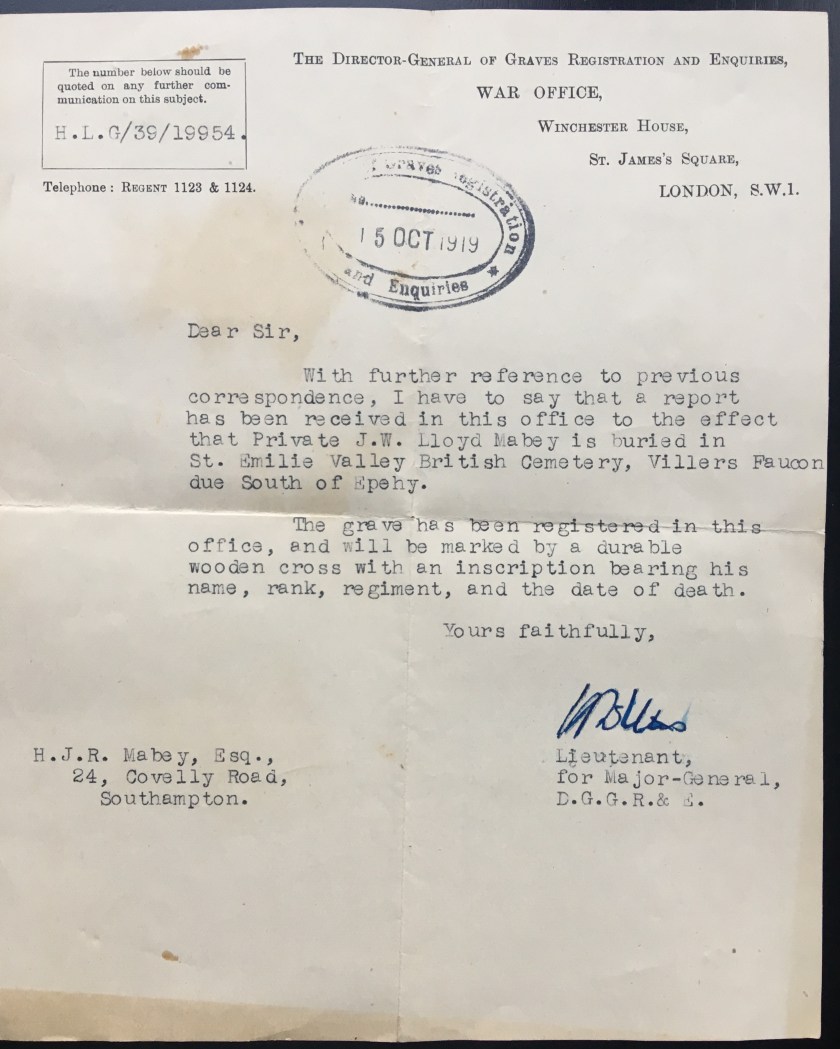 The number below should be
quoted on any further com-
munication on this subject.
H.L.G/39/19954.
Telephone : Regent 1123 & 1124.
The Director-General of Graves Registration and Enquiries,
WAR OFFICE,
Winchester House,
St. James's Square,
LONDON, S.W.1.
Graves Registration
No.
15 OCT 1919
and Enquiries
Dear Sir,
With further reference to previous
correspondence, I have to say that a report
has been received in this office to the effect
that Private J.W. Lloyd Mabey is buried in
St. Emilie Valley British Cemetery, Villers Faucon
due South of Epehy.
The grave has been registered in this
office, and will be marked by a durable
wooden cross with an inscription bearing his
name, rank, regiment, and the date of death.
Yours faithfully,
Lieutenant,
for Major-General,
D.G.G.R.& E.
H.J.R. Mabey, Esq.,
24, Covelly Road,
Southampton.